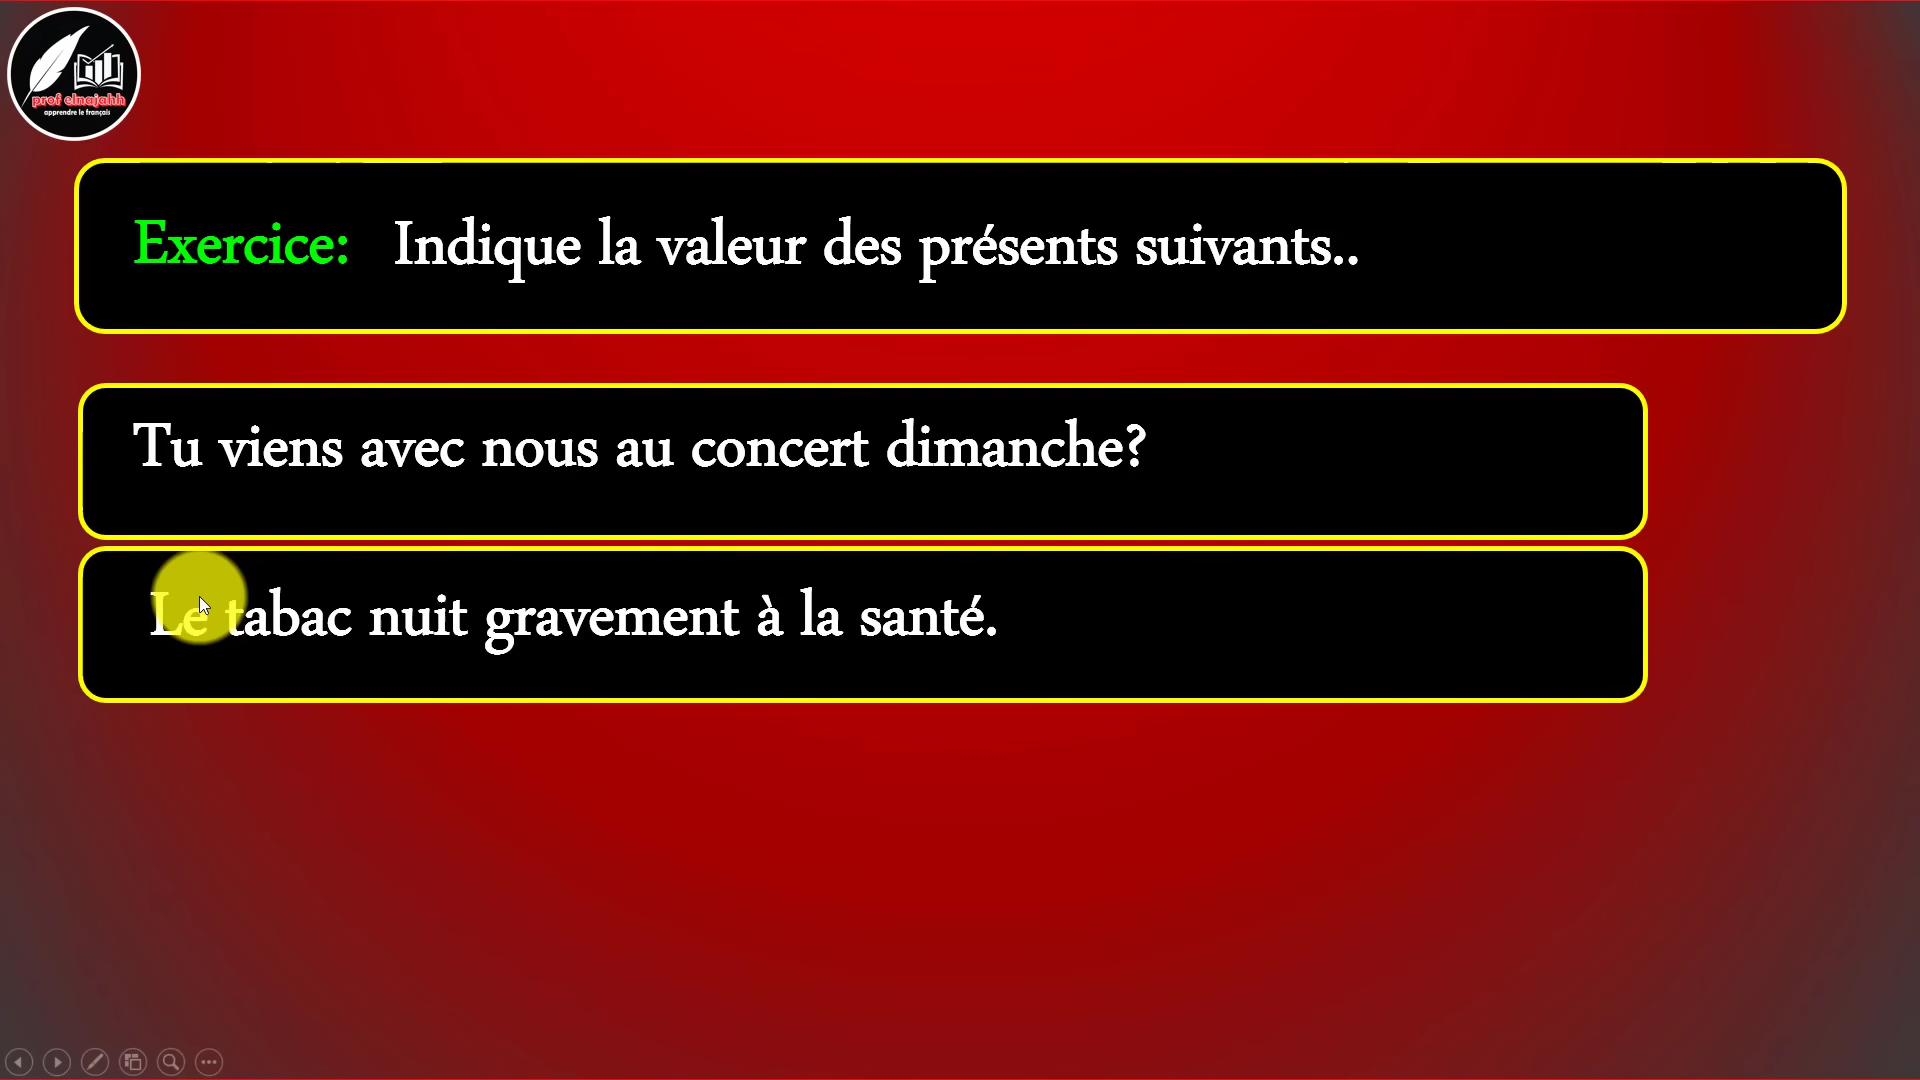 prof elnajahh
apprendre le français
Exercice: Indique la valeur des présents suivants..
Tu viens avec nous au concert dimanche?
Le tabac nuit gravement à la santé.